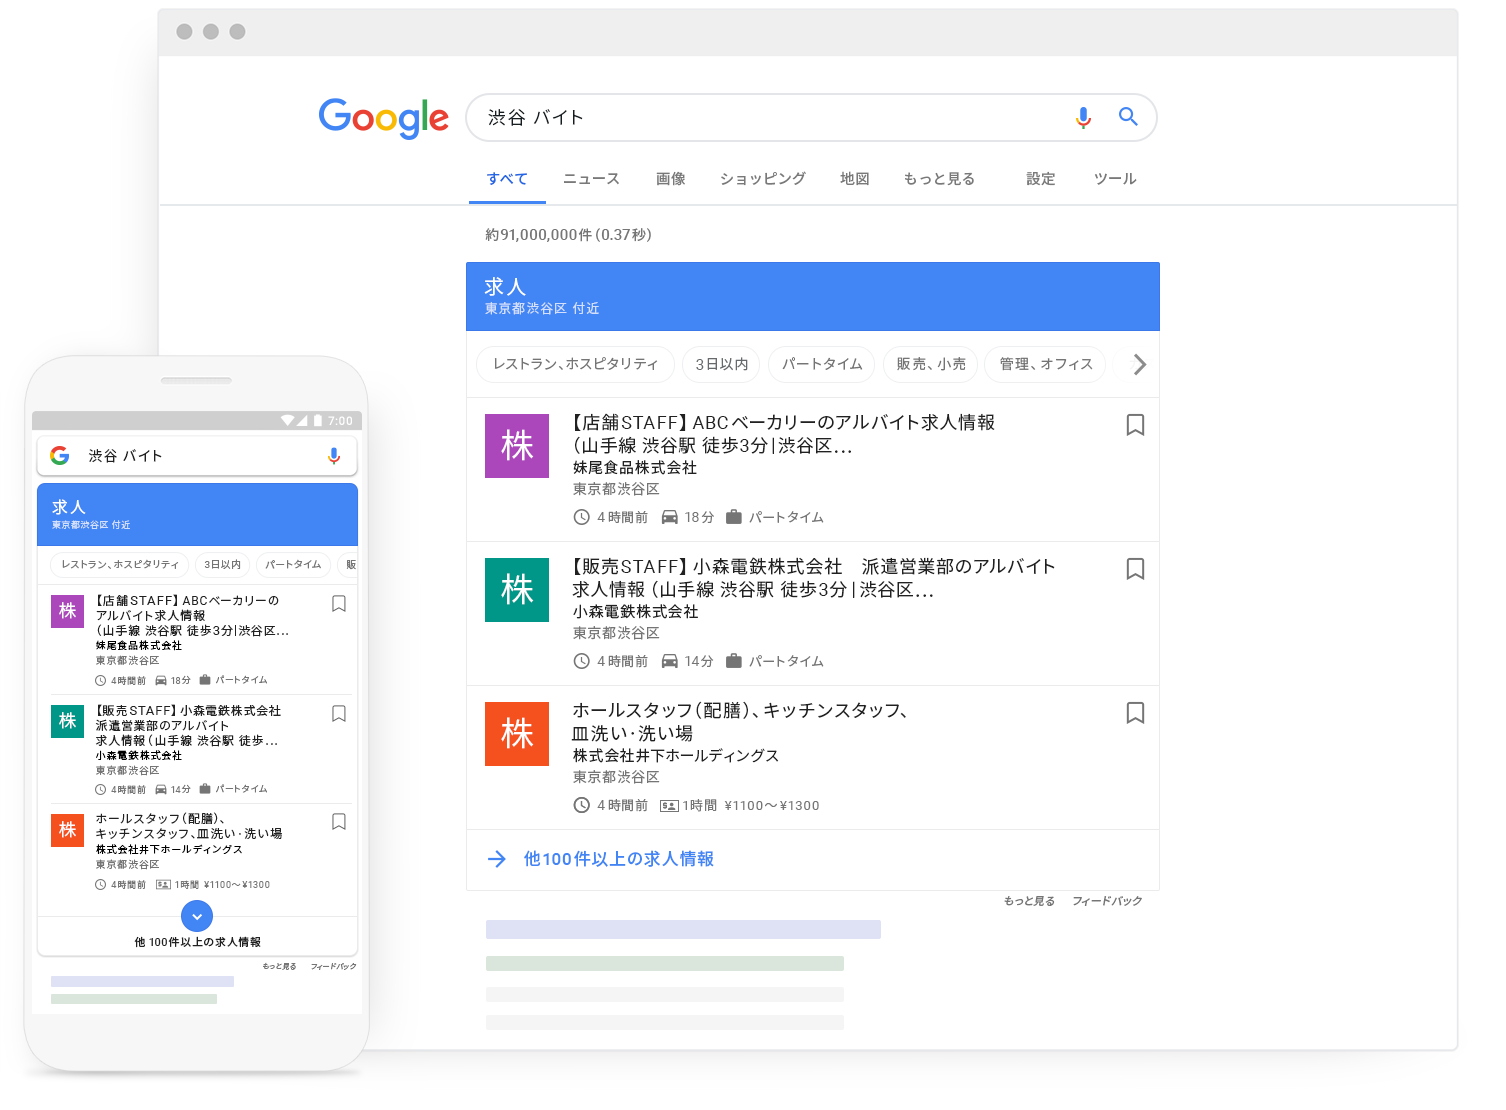 Google
渋谷 バイト
すべて ニュース 画像 ショッピング 地図 もっと見る 設定 ツール
約91,000,000件 (0.37秒)
求人
東京都渋谷区 付近
レストラン、ホスピタリティ 3日以内 パートタイム 販売、小売 管理、オフィス
株
【店舗STAFF】ABCベーカリーのアルバイト求人情報
（山手線 渋谷駅 徒歩3分|渋谷区...
妹尾食品株式会社
東京都渋谷区
4時間前 18分 パートタイム
株
【販売STAFF】小森電鉄株式会社　派遣営業部のアルバイト
求人情報（山手線 渋谷駅 徒歩3分|渋谷区...
小森電鉄株式会社
東京都渋谷区
4時間前 14分 パートタイム
株
ホールスタッフ（配膳）、キッチンスタッフ、
皿洗い・洗い場
株式会社井下ホールディングス
東京都渋谷区
4時間前 1時間 ¥1100～¥1300
他100件以上の求人情報
もっと見る フィードバック
7:00
G 渋谷 バイト
求人
東京都渋谷区 付近
レストラン、ホスピタリティ 3日以内 パートタイム 販
株
【店舗STAFF】ABCベーカリーの
アルバイト求人情報
（山手線 渋谷駅 徒歩3分|渋谷区...
妹尾食品株式会社
東京都渋谷区
4時間前 18分 パートタイム
株
【販売STAFF】小森電鉄株式会社
派遣営業部のアルバイト
求人情報（山手線 渋谷駅 徒歩...
小森電鉄株式会社
東京都渋谷区
4時間前 14分 パートタイム
株
ホールスタッフ（配膳）、
キッチンスタッフ、皿洗い・洗い場
株式会社井下ホールディングス
東京都渋谷区
4時間前 1時間 ¥1100～¥1300
他 100件以上の求人情報
もっと見る フィードバック